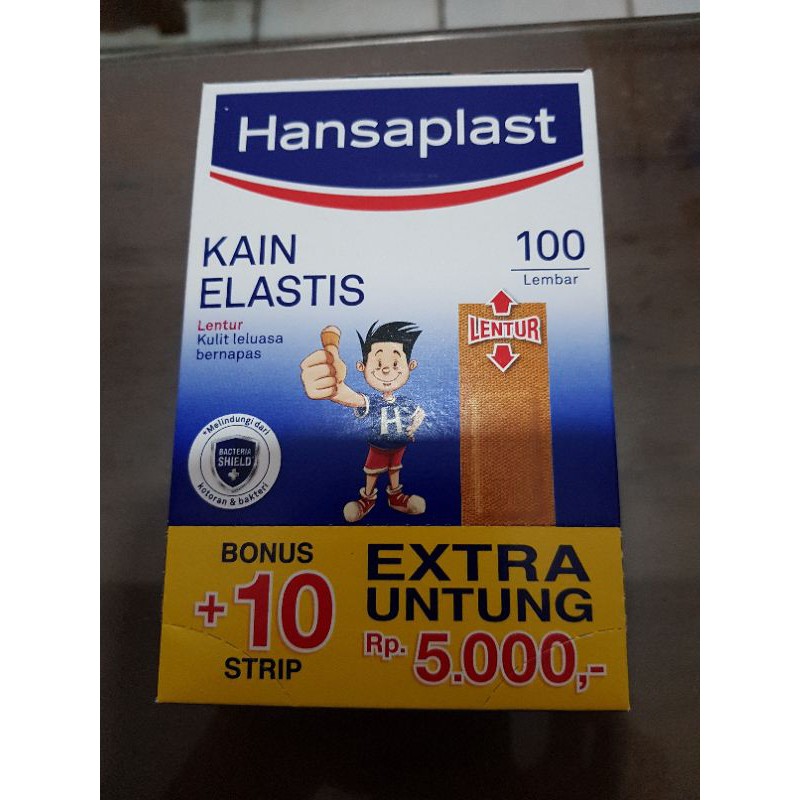 Hansaplast
KAIN
ELASTIS
100
Lembar
Lentur
Kulit leluasa
bernapas
LENTUR
H
*Melindungi dari
BACTERIA
SHIELD
kotoran & bakteri
BONUS
+10
STRIP
EXTRA
UNTUNG
Rp. 5.000,-